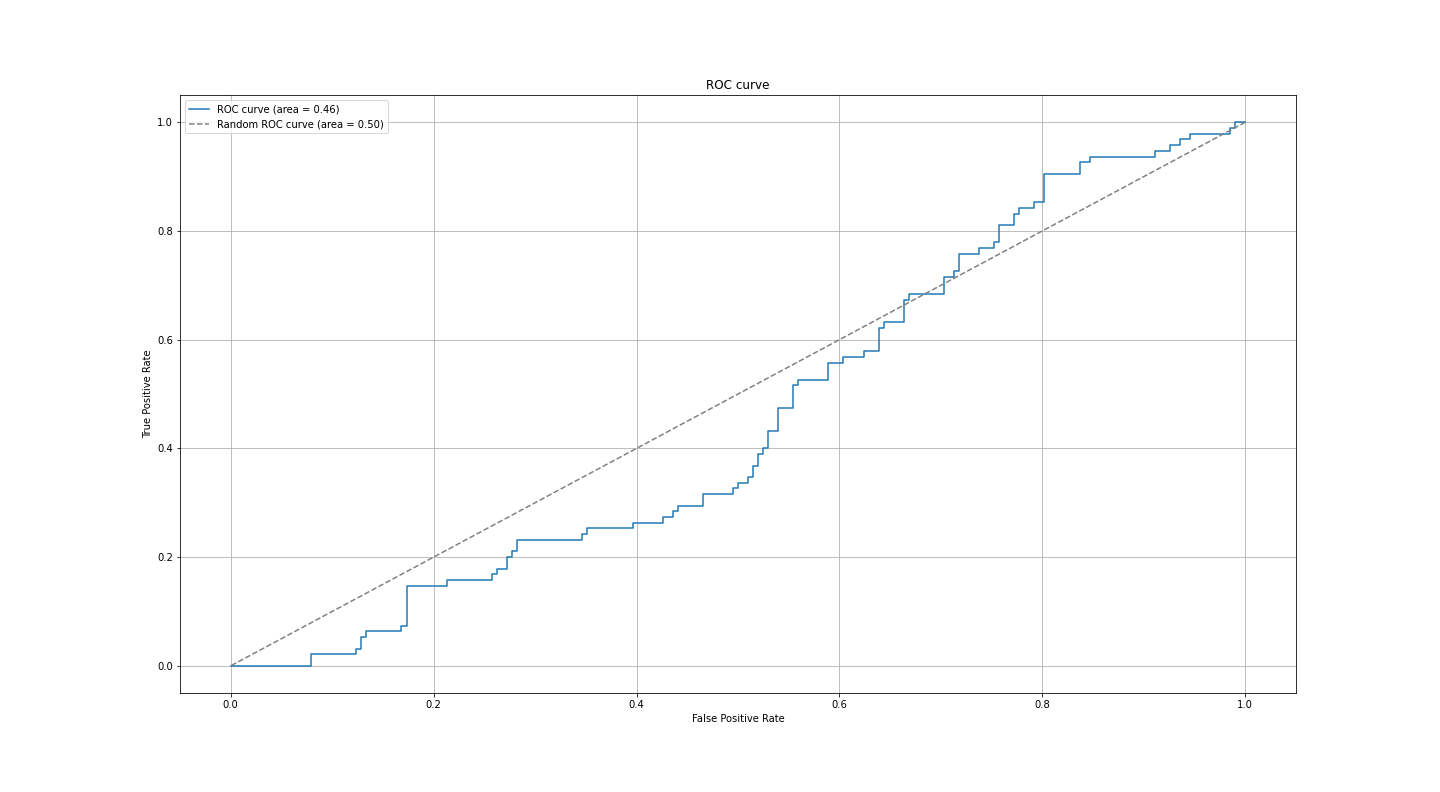 ROC curve
ROC curve (area = 0.46)
Random ROC curve (area = 0.50)
1.0
0.8
0.6
0.4
0.2
0.0
True Positive Rate
0.0 0.2 0.4 0.6 0.8 1.0
False Positive Rate